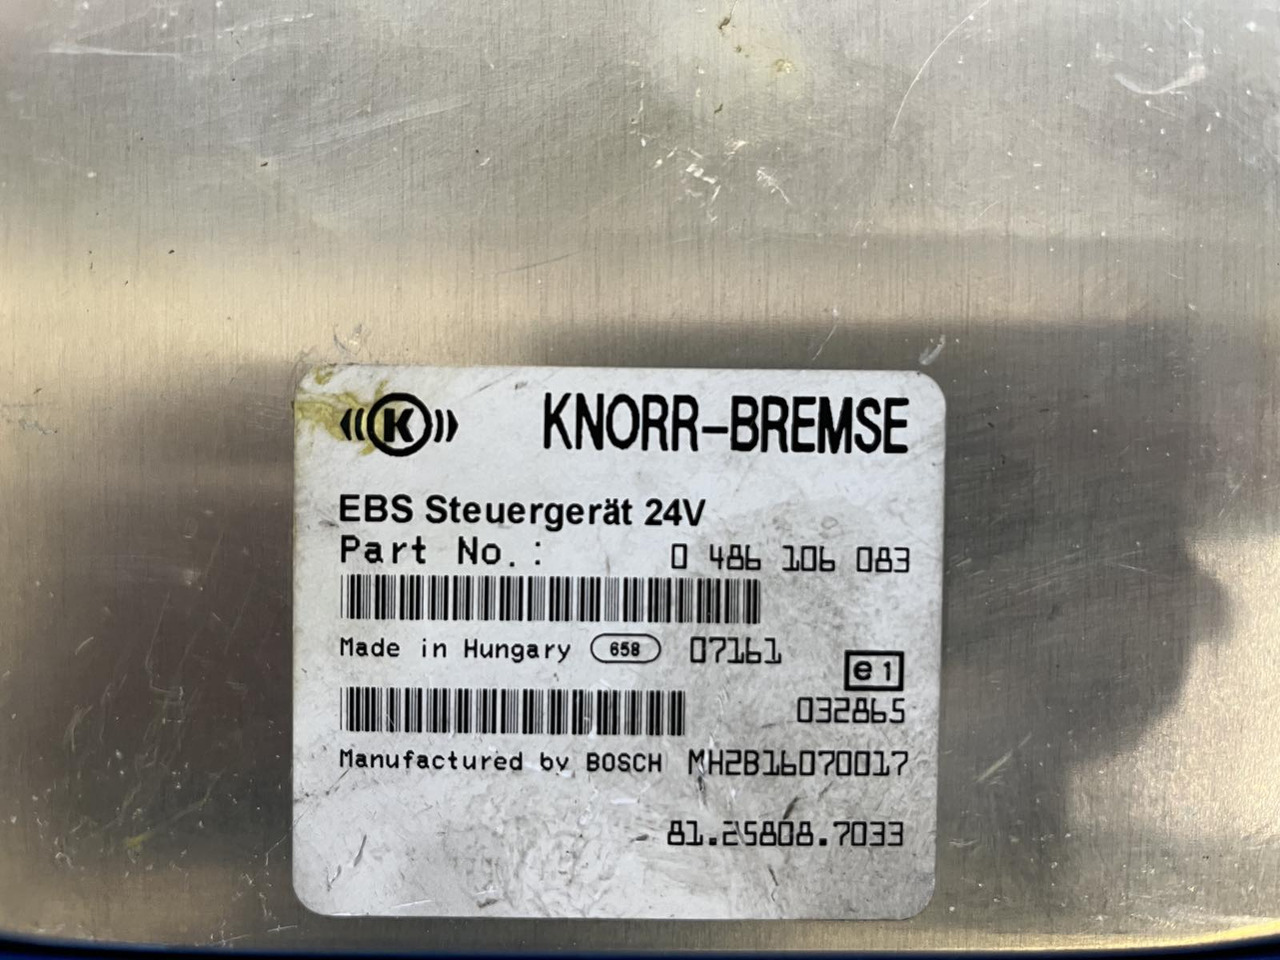 K KNORR-BREMSE
EBS Steuergerät 24V
Part No.: 0 486 106 083
Made in Hungary 658 07161
e1
032865
Manufactured by BOSCH MH2B16070017
81.25808.7033